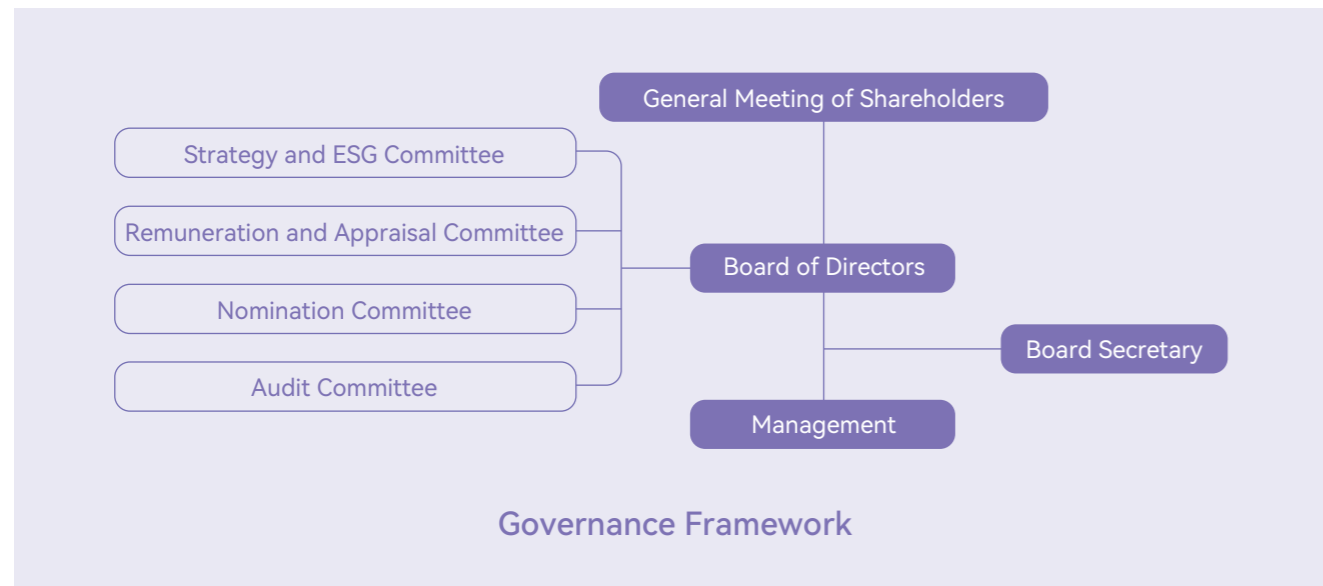 General Meeting of Shareholders
Strategy and ESG Committee
Remuneration and Appraisal Committee
Nomination Committee
Audit Committee
Board of Directors
Board Secretary
Management
Governance Framework